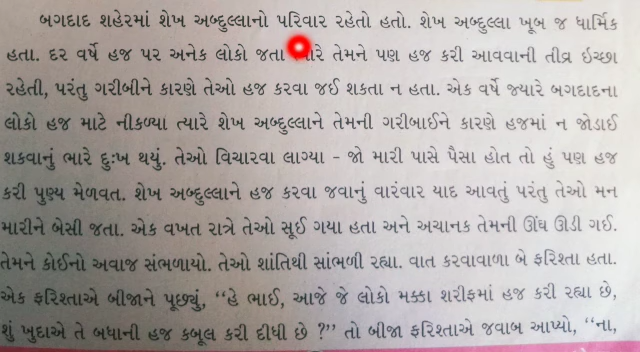 બગદાદ શહેરમાં શેખ અબ્દુલ્લાનો પરિવાર રહેતો હતો. શેખ અબ્દુલ્લા ખૂબ જ ધાર્મિક
હતા. દર વર્ષે હજ પર અનેક લોકો જતા તેમને પણ હજ કરી આવવાની તીવ્ર ઇચ્છા
રહેતી, પરંતુ ગરીબીને કારણે તેઓ હજ કરવા જઈ શકતા ન હતા. એક વર્ષે જ્યારે બગદાદના
લોકો હજ માટે નીકળ્યા ત્યારે શેખ અબ્દુલ્લાને તેમની ગરીબાઈને કારણે હજમાં ન જોડાઈ
શકવાનું ભારે દુઃખ થયું. તેઓ વિચારવા લાગ્યા - જો મારી પાસે પૈસા હોત તો હું પણ હજ
કરી પુણ્ય મેળવત. શેખ અબ્દુલ્લાને હજ કરવા જવાનું વારંવાર યાદ આવતું પરંતુ તેઓ મન
મારીને બેસી જતા. એક વખત રાત્રે તેઓ સૂઈ ગયા હતા અને અચાનક તેમની ઊંઘ ઊડી ગઈ.
તેમને કોઈનો અવાજ સંભળાયો. તેઓ શાંતિથી સાંભળી રહ્યા. વાત કરવાવાળા બે ફરિશ્તા હતા.
એક ફરિશ્તાએ બીજાને પૂછ્યું, “હે ભાઈ, આજે જે લોકો મક્કા શરીફમાં હજ કરી રહ્યા છે,
શું ખુદાએ તે બધાની હજ કબૂલ કરી દીધી છે ?” તો બીજા ફરિશ્તાએ જવાબ આપ્યો, “ના,